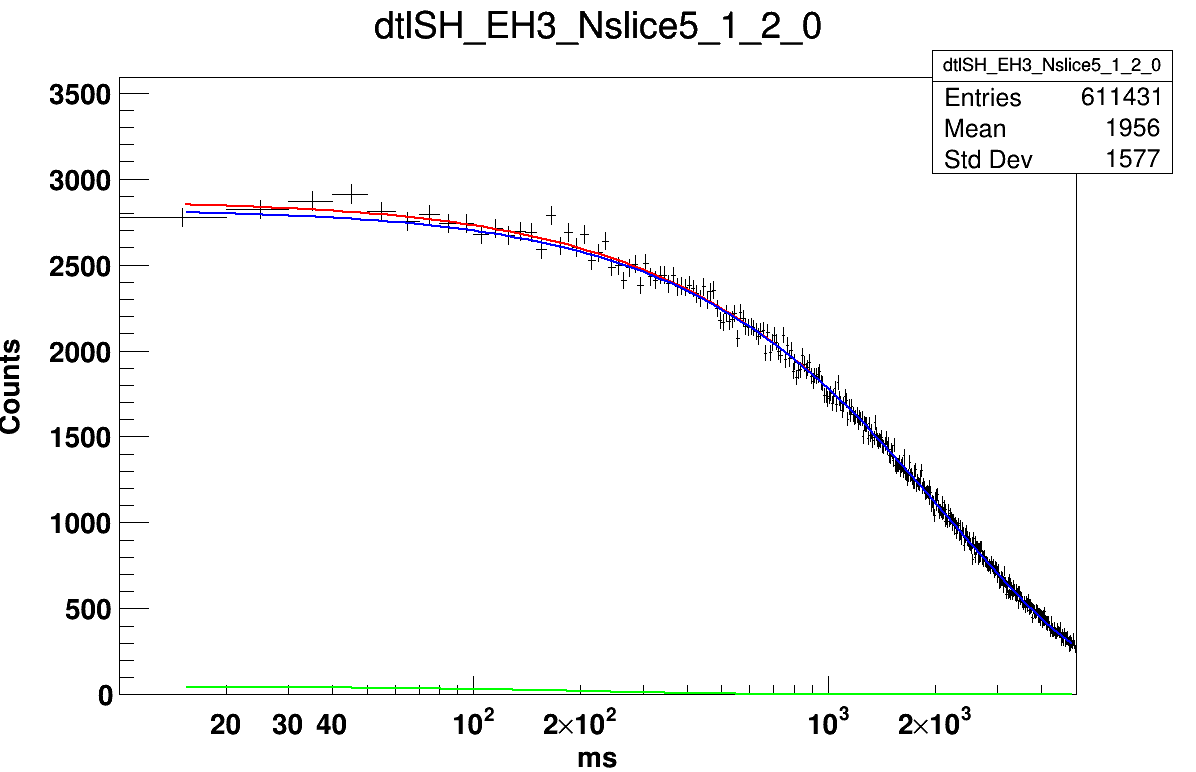 dtlSH_EH3_Nslice5_1_2_0
dtlSH_EH3_Nslice5_1_2_0
Entries 611431
Mean 1956
Std Dev 1577
3500
3000
2500
2000
1500
1000
500
0
Counts
20 30 40 10² 2×10² 10³ 2×10³
ms